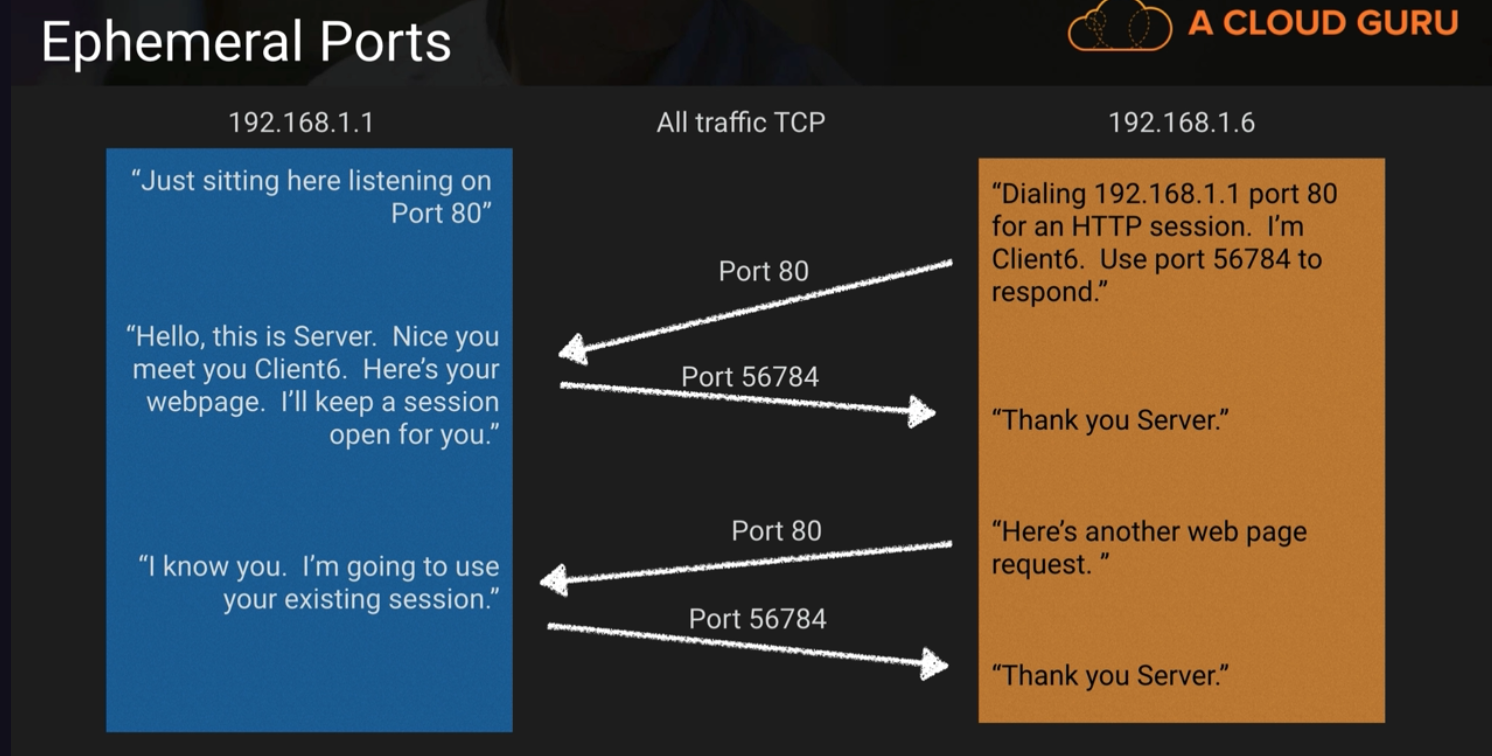 Ephemeral Ports
A CLOUD GURU
192.168.1.1
All traffic TCP
192.168.1.6
“Just sitting here listening on
Port 80”
“Dialing 192.168.1.1 port 80
for an HTTP session.  I’m
Client6.  Use port 56784 to
respond.”
Port 80
“Hello, this is Server.  Nice you
meet you Client6.  Here’s your
webpage.  I’ll keep a session
open for you.”
Port 56784
“Thank you Server.”
Port 80
“Here’s another web page
request. ”
“I know you.  I’m going to use
your existing session.”
Port 56784
“Thank you Server.”